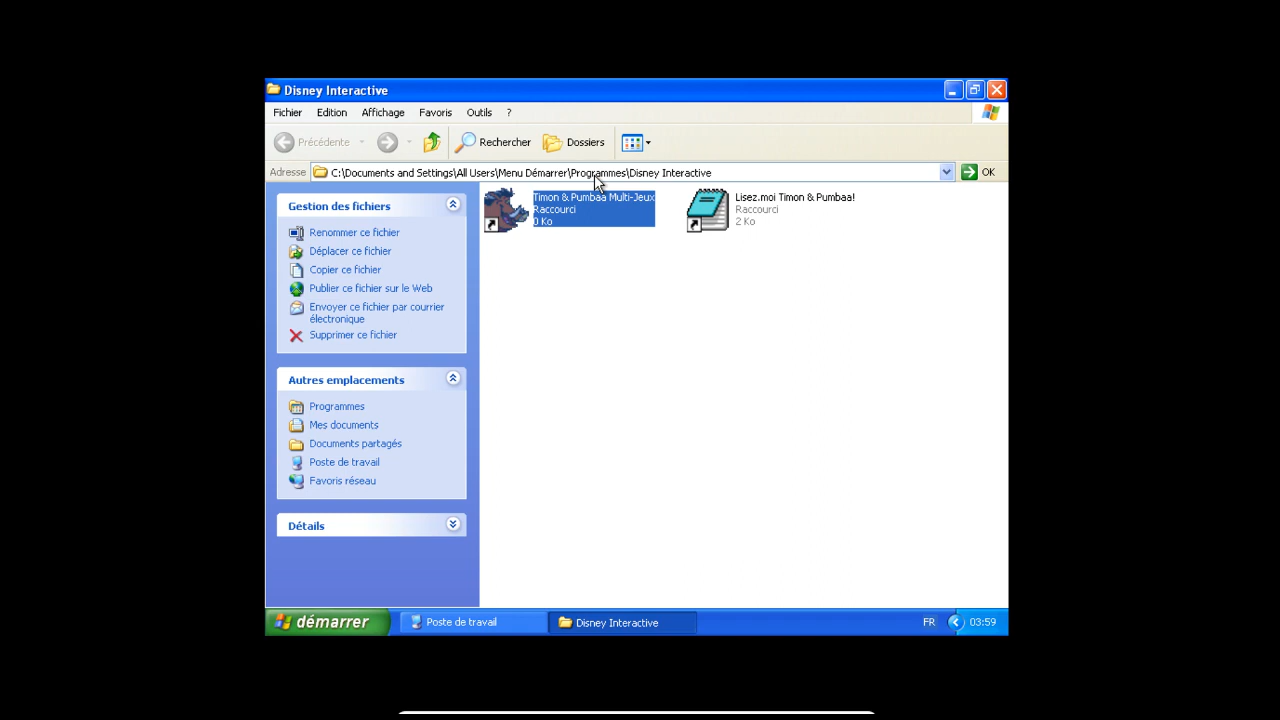 Disney Interactive
Fichier Edition Affichage Favoris Outils ?
Précédente Rechercher Dossiers
Adresse C:\Documents and Settings\All Users\Menu Démarrer\Programmes\Disney Interactive OK
Gestion des fichiers
Renommer ce fichier
Déplacer ce fichier
Copier ce fichier
Publier ce fichier sur le Web
Envoyer ce fichier par courrier
électronique
Supprimer ce fichier
Autres emplacements
Programmes
Mes documents
Documents partagés
Poste de travail
Favoris réseau
Détails
Timon & Pumbaa Multi-Jeux
Raccourci
0 Ko
Lisez.moi Timon & Pumbaa!
Raccourci
2 Ko
démarrer Poste de travail Disney Interactive FR 03:59